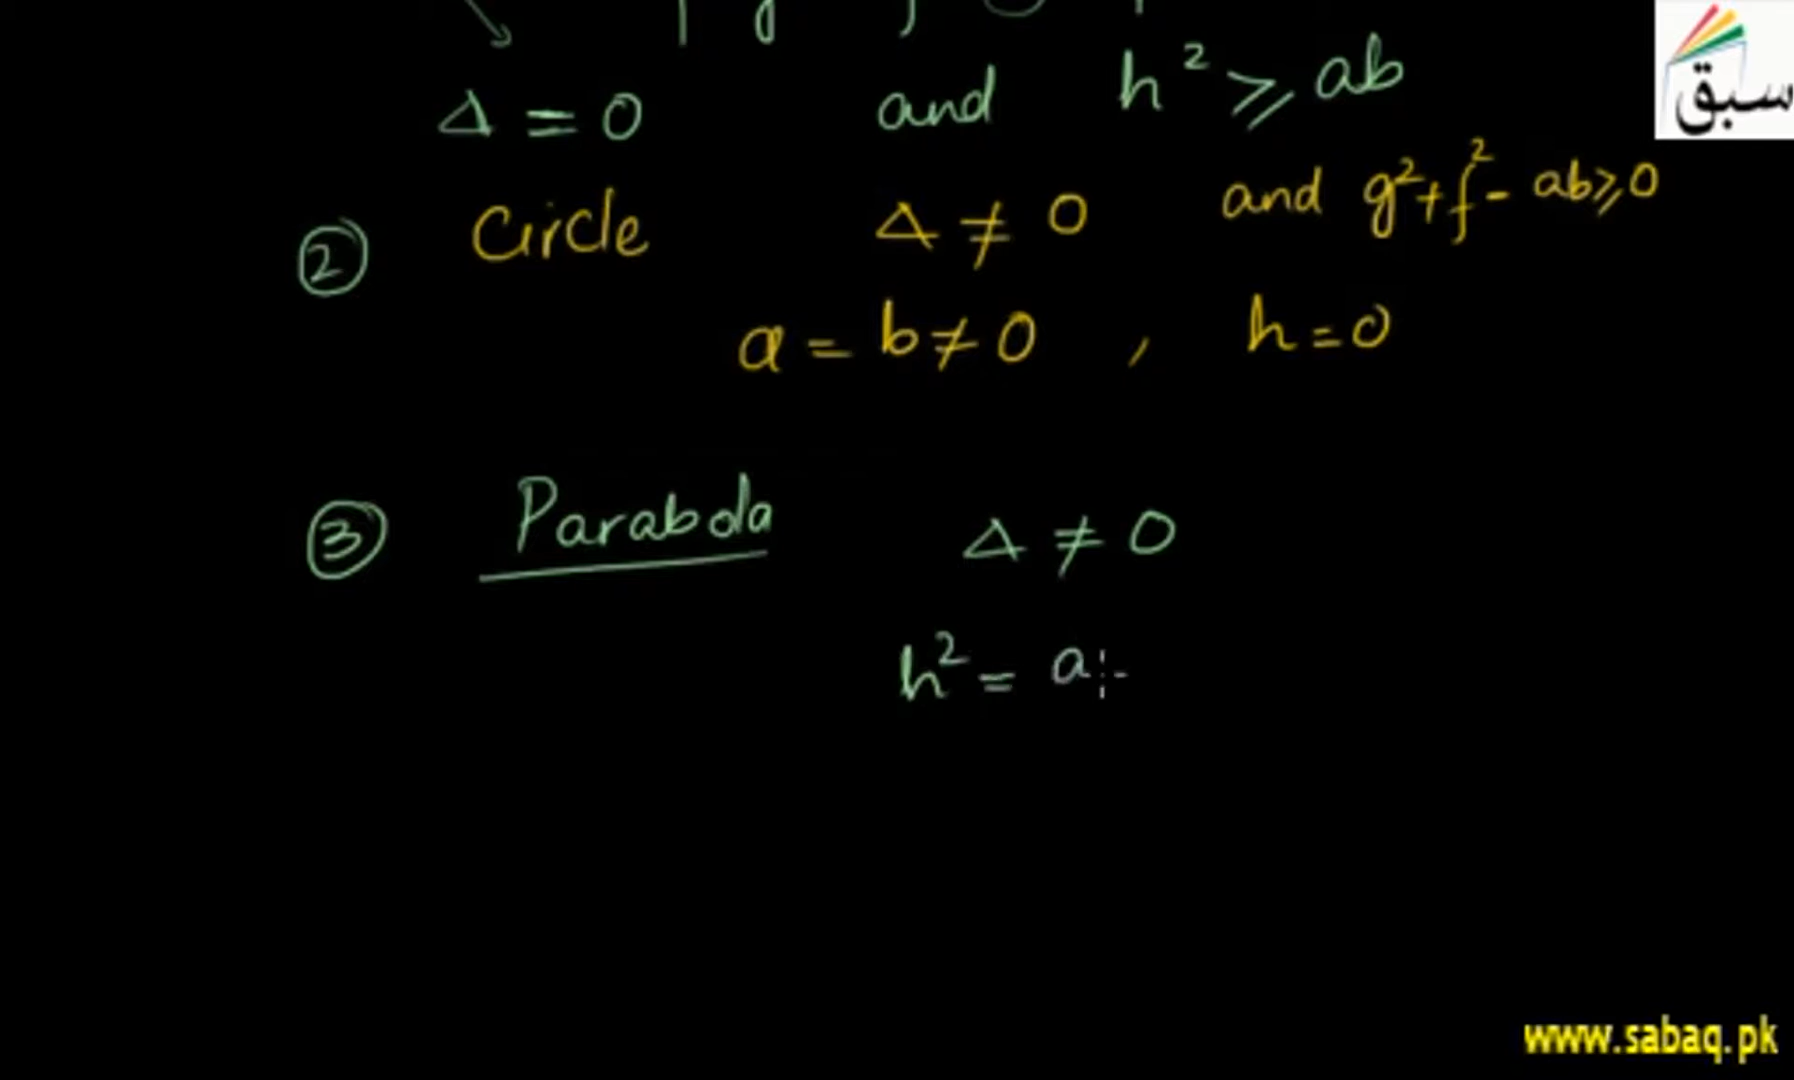 Δ = 0 and h² ⩾ ab
سبق
② Circle Δ ≠ 0 and g² + f² - ab ⩾ 0
a = b ≠ 0 , h = 0
③ Parabola Δ ≠ 0
h² = a
www.sabaq.pk